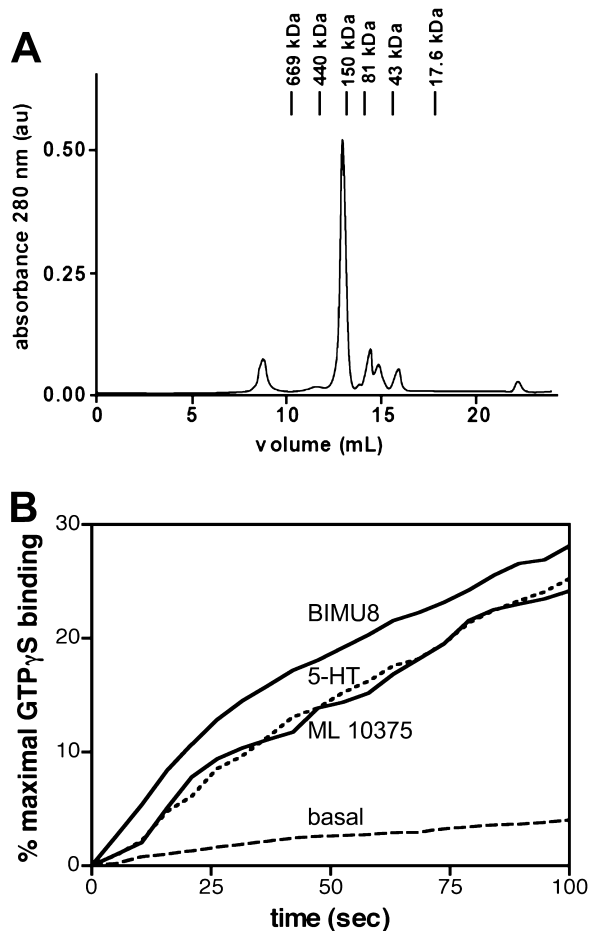 A
669 kDa
440 kDa
150 kDa
81 kDa
43 kDa
17.6 kDa
absorbance 280 nm (au)
0.50
0.25
0.00
0 5 10 15 20
volume (mL)
B
% maximal GTPγS binding
30
20
10
0
BIMU8
5-HT
ML 10375
basal
0 25 50 75 100
time (sec)